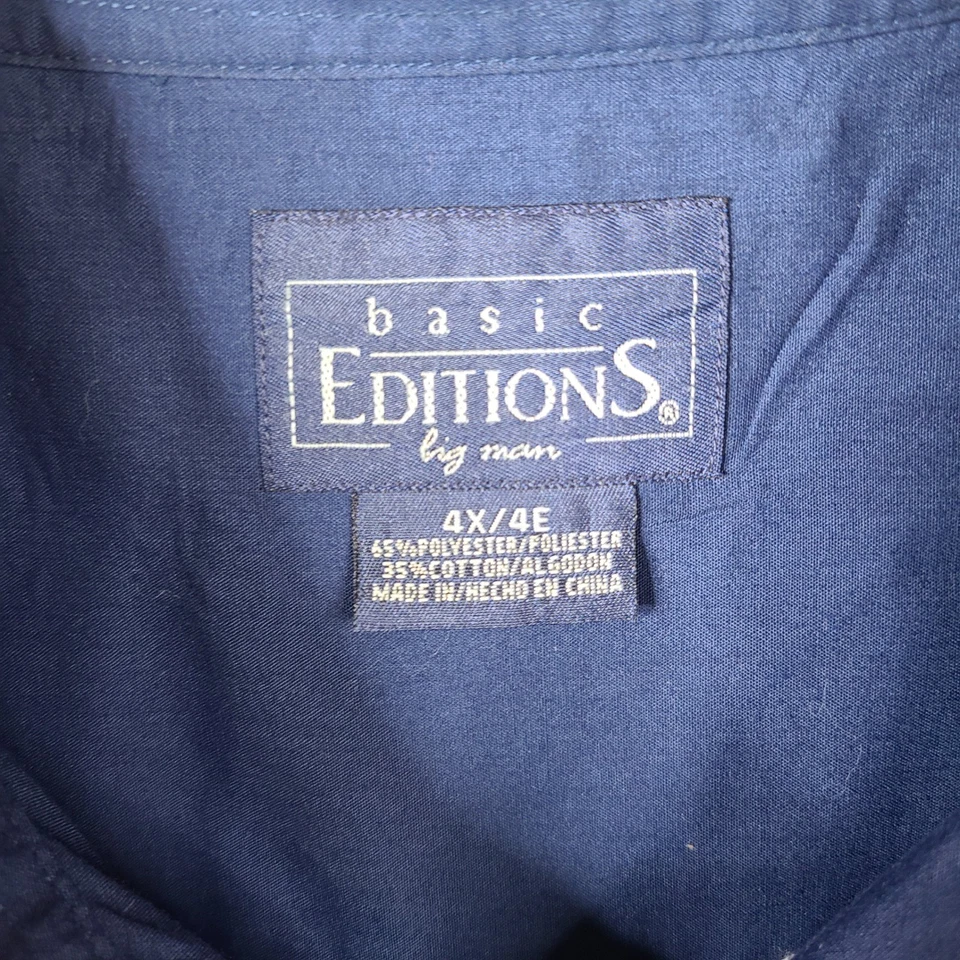 basic
EDITIONS®
big man
4X/4E
65%POLYESTER/POLIESTER
35%COTTON/ALGODON
MADE IN/HECHO EN CHINA